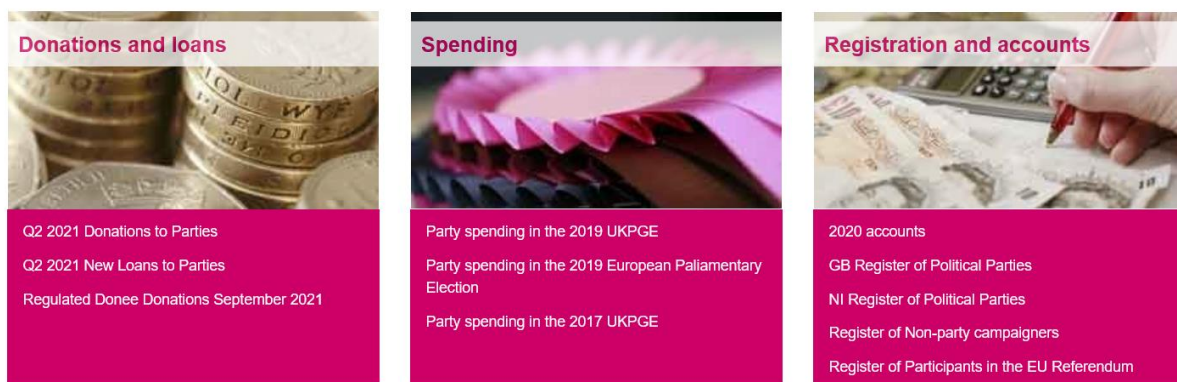 Donations and loans
Q2 2021 Donations to Parties
Q2 2021 New Loans to Parties
Regulated Donee Donations September 2021
Spending
Party spending in the 2019 UKPGE
Party spending in the 2019 European Paliamentary
Election
Party spending in the 2017 UKPGE
Registration and accounts
2020 accounts
GB Register of Political Parties
NI Register of Political Parties
Register of Non-party campaigners
Register of Participants in the EU Referendum